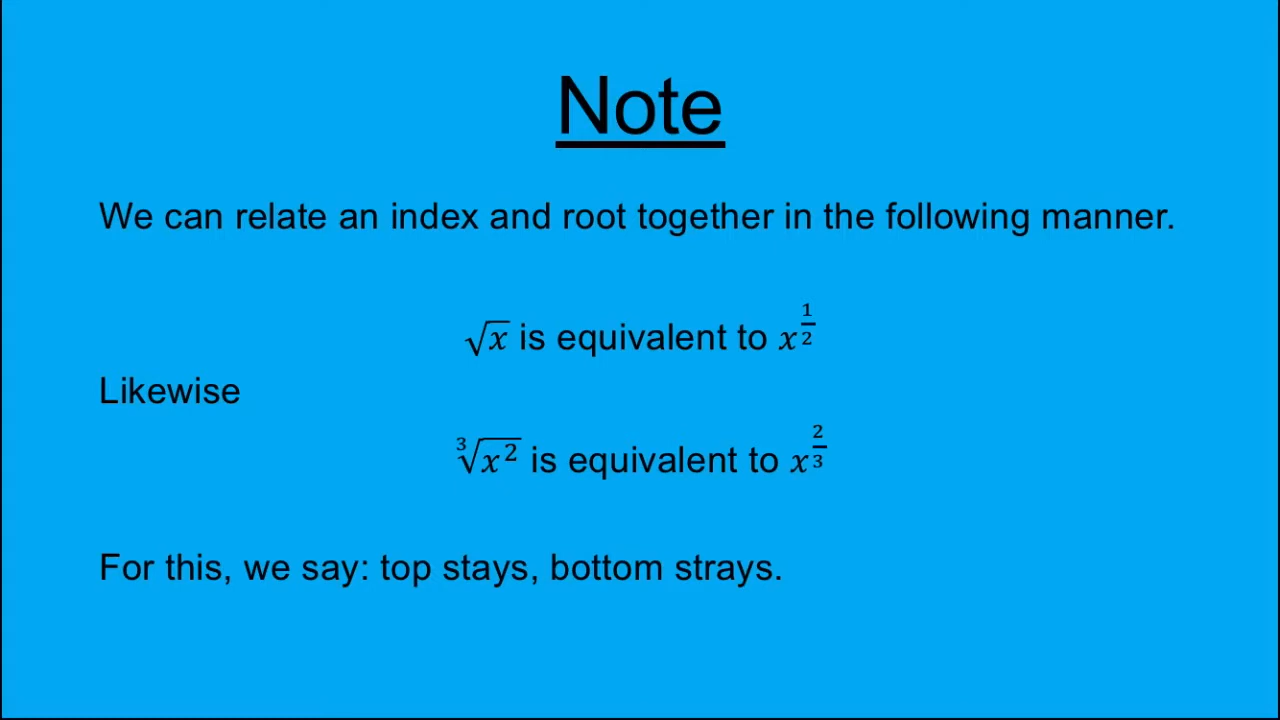 Note
We can relate an index and root together in the following manner.
√x is equivalent to x^(1/2)
Likewise
∛x² is equivalent to x^(2/3)
For this, we say: top stays, bottom strays.